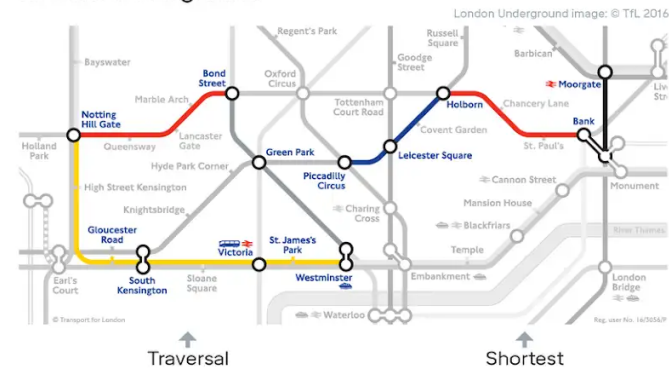 London Underground image: © TfL 2016
Regent's Park
Russell
Square
Barbican
Bayswater
Goodge
Street
Bond
Street
Oxford
Circus
Moorgate
Marble Arch
Tottenham
Court Road
Holborn
Chancery Lane
Notting
Hill Gate
Bank
Covent Garden
Lancaster
Gate
Holland
Park
Queensway
Green Park
Leicester Square
St. Paul's
Hyde Park Corner
Piccadilly
Circus
Cannon Street
Monument
High Street Kensington
Mansion House
Knightsbridge
Charing
Cross
Blackfriars
Gloucester
Road
River Thames
Victoria
St. James's
Park
Temple
Earl's
Court
South
Kensington
Sloane
Square
Westminster
Embankment
London
Bridge
© Transport for London
Waterloo
Traversal
Shortest